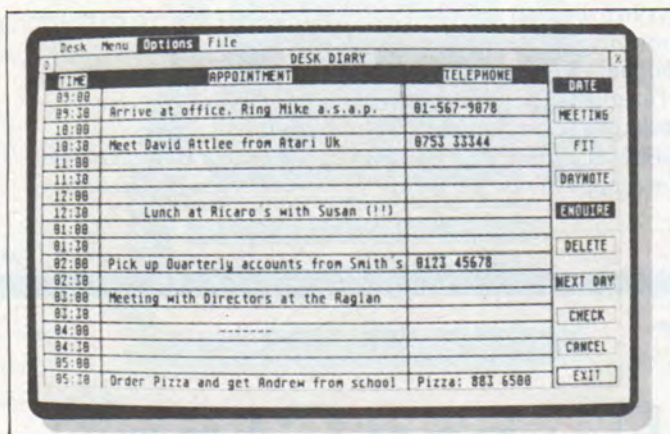 Desk Menu Options File
DESK DIARY
TIME APPOINTMENT TELEPHONE DATE
09:00
09:30 Arrive at office. Ring Mike a.s.a.p. 01-567-9078 MEETING
10:00
10:30 Meet David Attlee from Atari Uk 0753 33344 FIT
11:00
11:30 DAYNOTE
12:00
12:30 Lunch at Ricaro's with Susan (!!) ENQUIRE
01:00
01:30 DELETE
02:00 Pick up Quarterly accounts from Smith's 0123 45678
02:30 NEXT DAY
03:00 Meeting with Directors at the Raglan
03:30 CHECK
04:00 -------
04:30 CANCEL
05:00
05:30 Order Pizza and get Andrew from school Pizza: 883 6500 EXIT